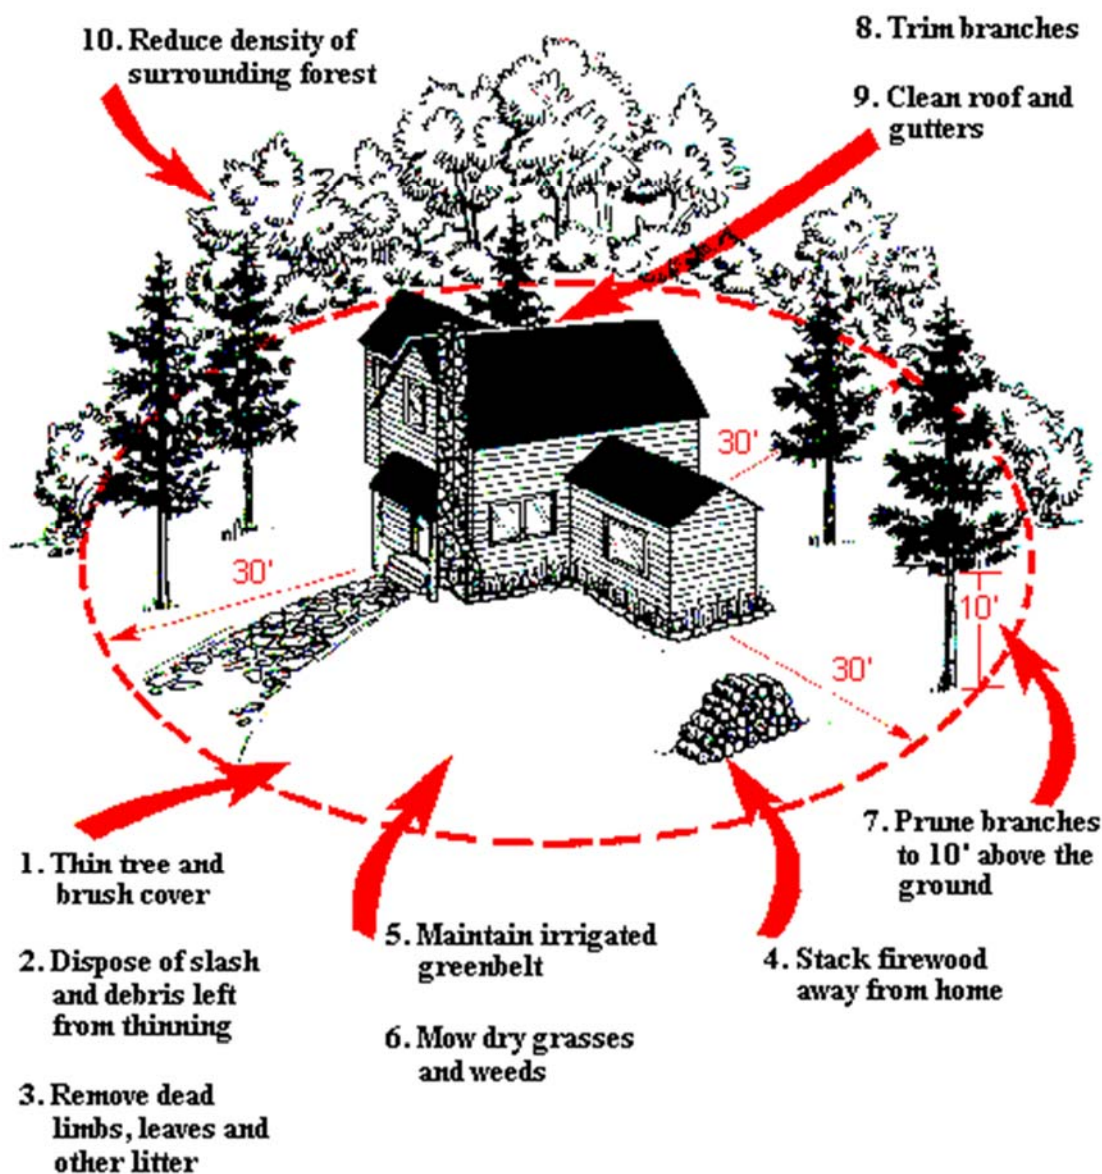 10. Reduce density of
surrounding forest
8. Trim branches
9. Clean roof and
gutters
30'
30'
10'
30'
7. Prune branches
to 10' above the
ground
1. Thin tree and
brush cover
5. Maintain irrigated
greenbelt
4. Stack firewood
away from home
2. Dispose of slash
and debris left
from thinning
6. Mow dry grasses
and weeds
3. Remove dead
limbs, leaves and
other litter